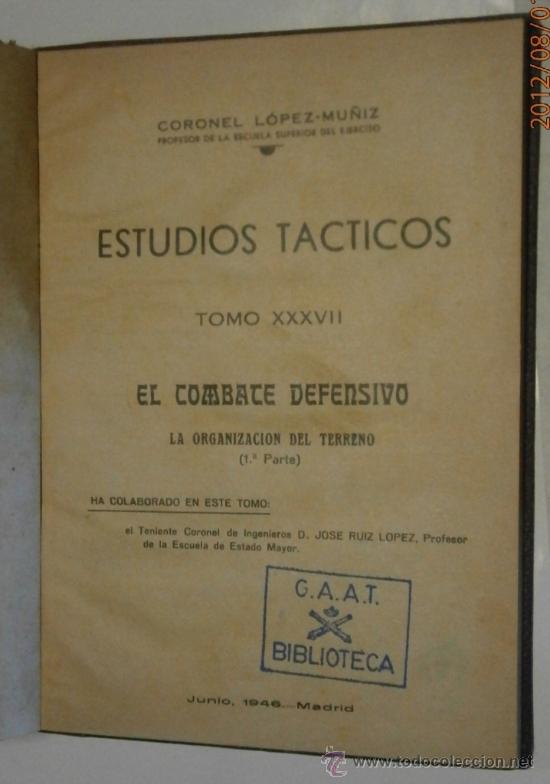 CORONEL LÓPEZ-MUÑIZ
PROFESOR DE LA ESCUELA SUPERIOR DEL EJERCITO
ESTUDIOS TACTICOS
TOMO XXXVII
EL COMBATE DEFENSIVO
LA ORGANIZACION DEL TERRENO
(1.ª Parte)
HA COLABORADO EN ESTE TOMO:
el Teniente Coronel de Ingenieros D. JOSE RUIZ LOPEZ, Profesor
de la Escuela de Estado Mayor.
G.A.A.T.
BIBLIOTECA
Junio, 1946.—Madrid
2012/08/0
www.todocoleccion.net